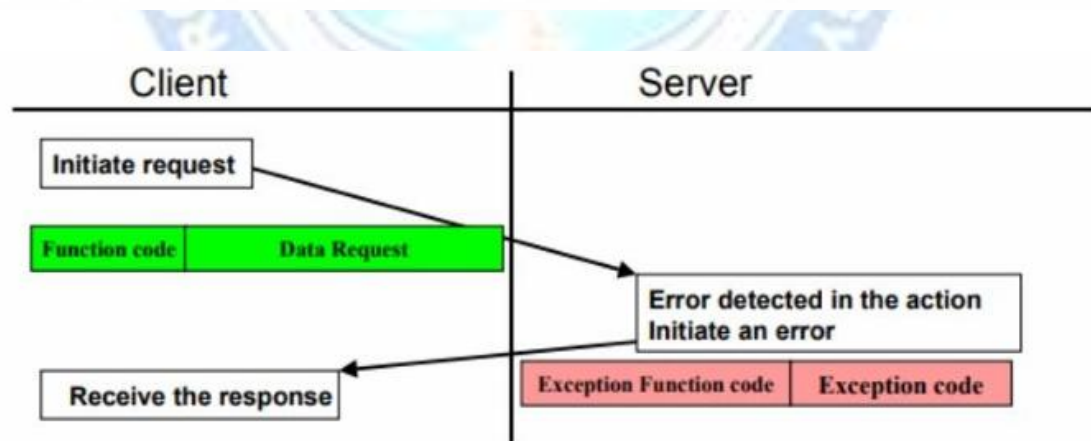 Client
Server
Initiate request
Function code
Data Request
Error detected in the action
Initiate an error
Exception Function code
Exception code
Receive the response